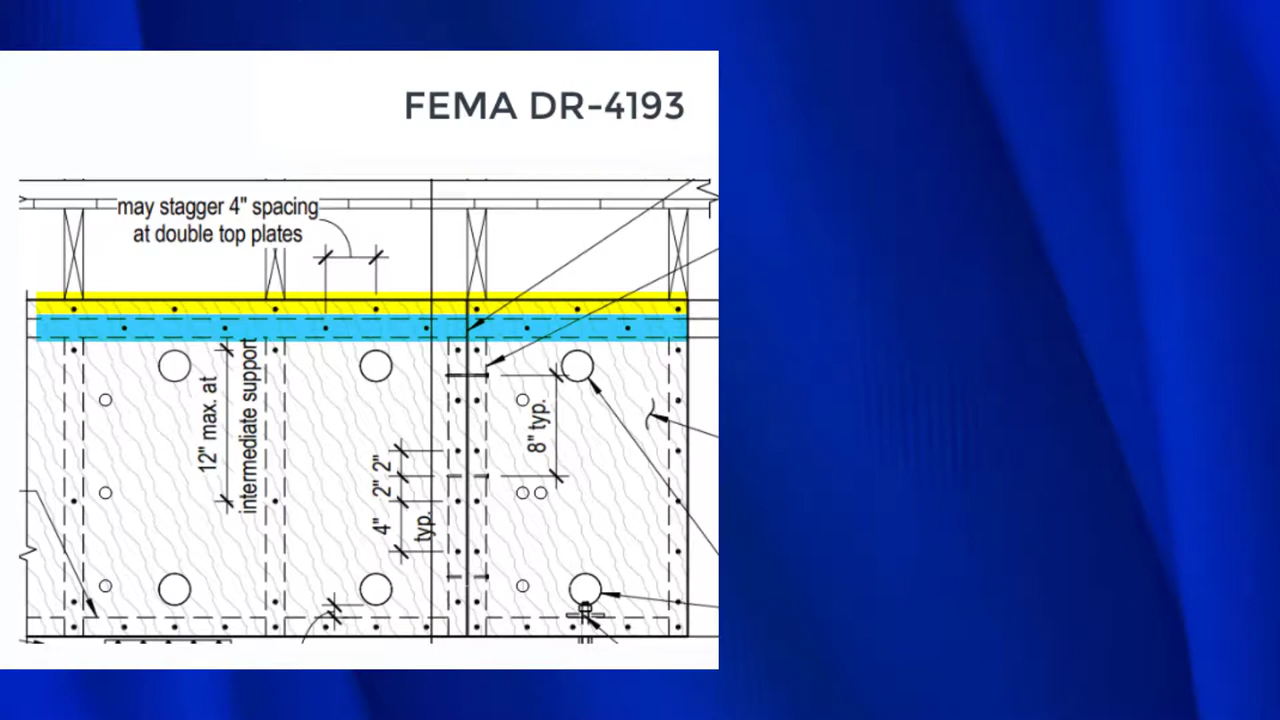 FEMA DR-4193
may stagger 4" spacing
at double top plates
12" max. at
intermediate support
4" 2" 2"
typ.
8" typ.